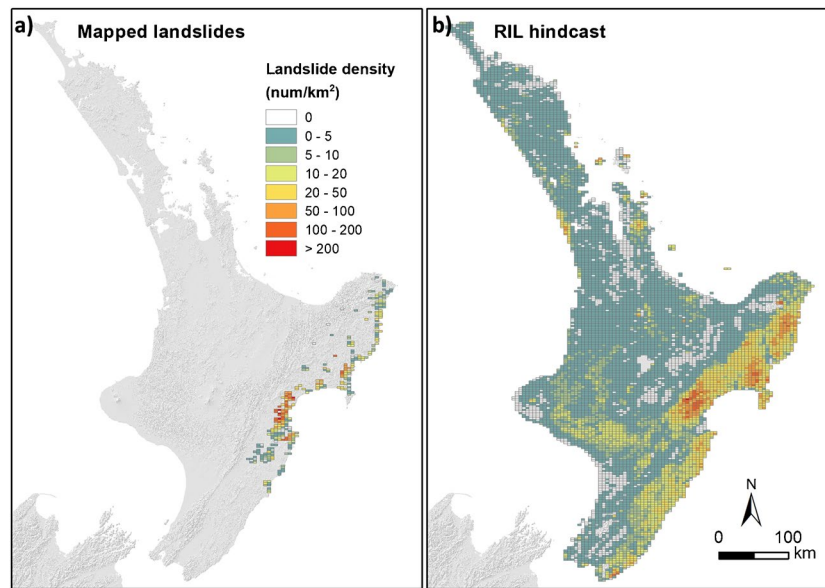 a) Mapped landslides
Landslide density
(num/km²)
0
0 - 5
5 - 10
10 - 20
20 - 50
50 - 100
100 - 200
> 200
b) RIL hindcast
N
0 100
km